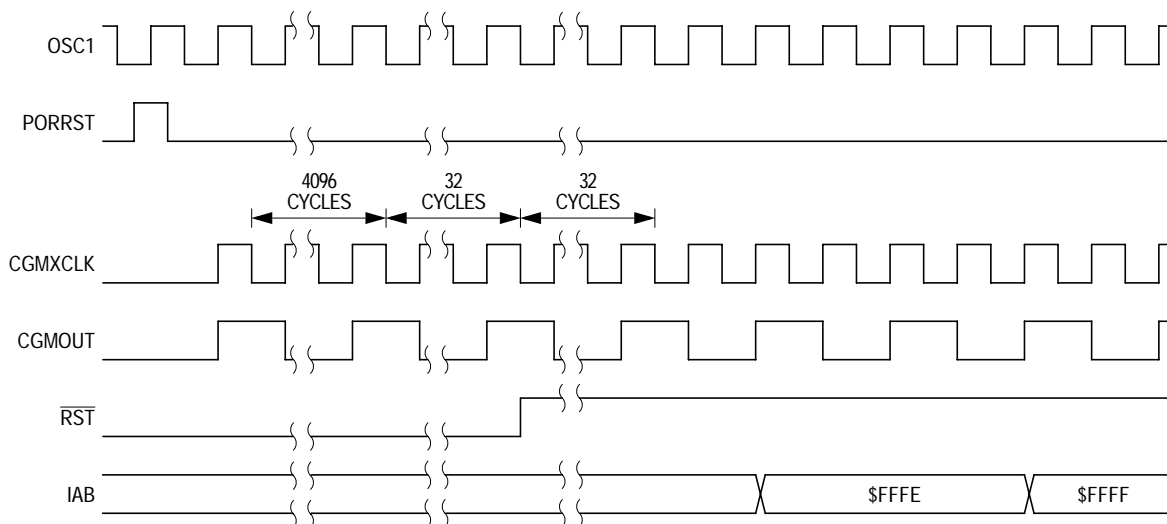 OSC1
PORRST
4096
CYCLES
32
CYCLES
32
CYCLES
CGMXCLK
CGMOUT
RST
IAB
$FFFE
$FFFF